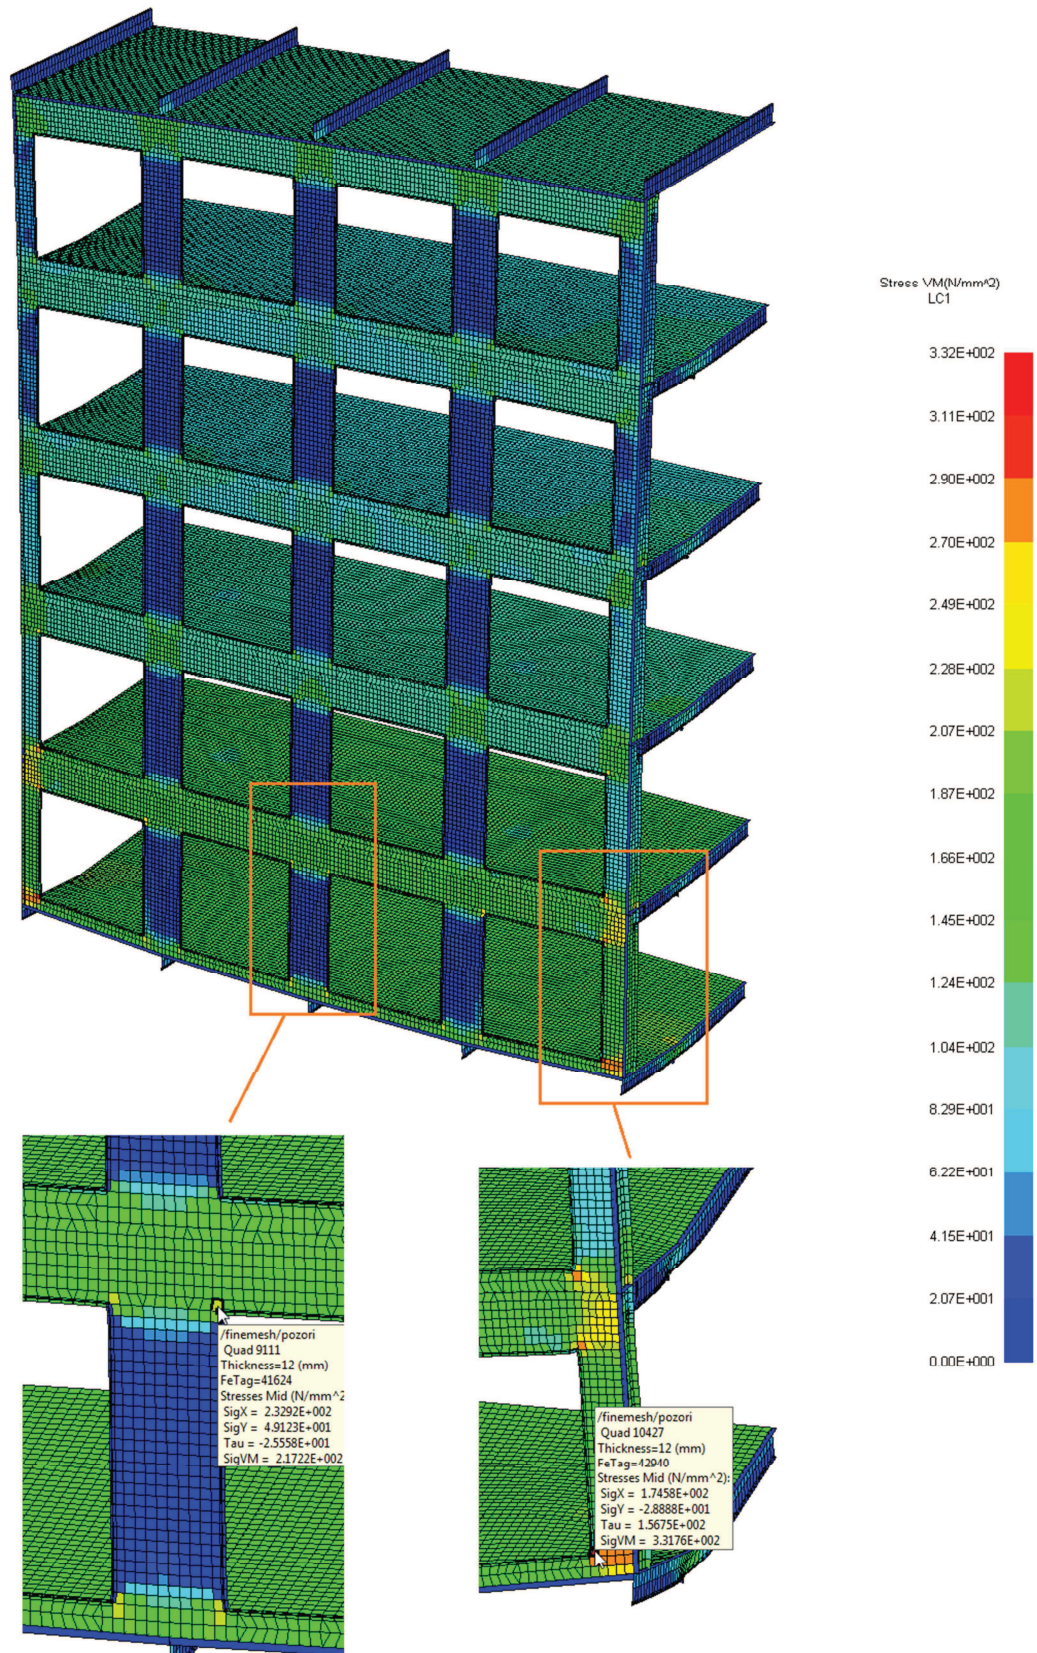 Stress VM(N/mm^2)
LC1
3.32E+002
3.11E+002
2.90E+002
2.70E+002
2.49E+002
2.28E+002
2.07E+002
1.87E+002
1.66E+002
1.45E+002
1.24E+002
1.04E+002
8.29E+001
6.22E+001
4.15E+001
2.07E+001
0.00E+000
/finemesh/pozori
Quad 9111
Thickness=12 (mm)
FeTag=41624
Stresses Mid (N/mm^2
SigX = 2.3292E+002
SigY = 4.9123E+001
Tau = -2.5558E+001
SigVM = 2.1722E+002
/finemesh/pozori
Quad 10427
Thickness=12 (mm)
FeTag=42940
Stresses Mid (N/mm^2):
SigX = 1.7458E+002
SigY = -2.8888E+001
Tau = 1.5675E+002
SigVM = 3.3176E+002